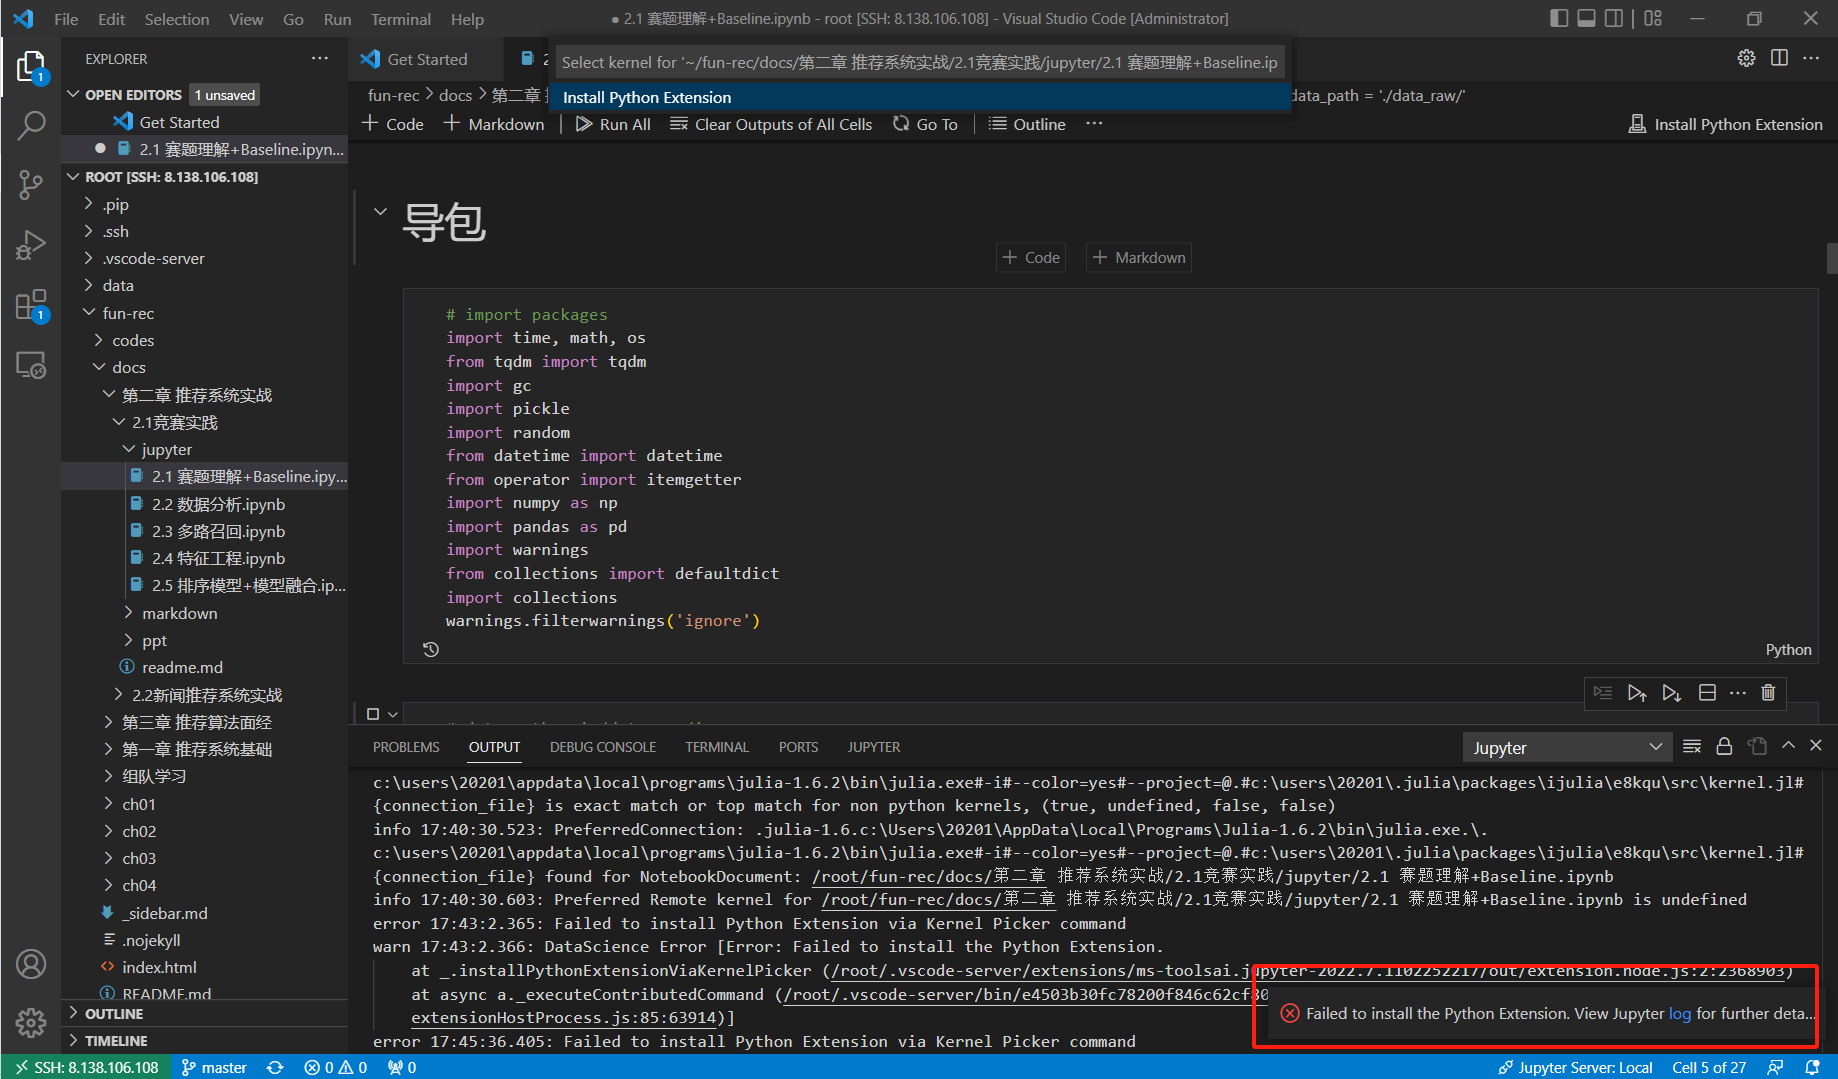 File Edit Selection View Go Run Terminal Help
● 2.1 赛题理解+Baseline.ipynb - root [SSH: 8.138.106.108] - Visual Studio Code [Administrator]
EXPLORER
Get Started
2
Select kernel for '~/fun-rec/docs/第二章 推荐系统实战/2.1竞赛实践/jupyter/2.1 赛题理解+Baseline.ip
Install Python Extension
OPEN EDITORS 1 unsaved
Get Started
2.1 赛题理解+Baseline.ipyn...
fun-rec > docs > 第二章
data_path = './data_raw/'
+ Code + Markdown Run All Clear Outputs of All Cells Go To Outline ...
Install Python Extension
ROOT [SSH: 8.138.106.108]
.pip
.ssh
.vscode-server
data
fun-rec
codes
docs
第二章 推荐系统实战
2.1竞赛实践
jupyter
2.1 赛题理解+Baseline.ipy...
2.2 数据分析.ipynb
2.3 多路召回.ipynb
2.4 特征工程.ipynb
2.5 排序模型+模型融合.ip...
markdown
ppt
readme.md
2.2新闻推荐系统实战
第三章 推荐算法面经
第一章 推荐系统基础
组队学习
ch01
ch02
ch03
ch04
_sidebar.md
.nojekyll
index.html
README.md
OUTLINE
TIMELINE
1
1
导包
+ Code + Markdown
# import packages
import time, math, os
from tqdm import tqdm
import gc
import pickle
import random
from datetime import datetime
from operator import itemgetter
import numpy as np
import pandas as pd
import warnings
from collections import defaultdict
import collections
warnings.filterwarnings('ignore')
Python
PROBLEMS OUTPUT DEBUG CONSOLE TERMINAL PORTS JUPYTER
Jupyter
c:\users\20201\appdata\local\programs\julia-1.6.2\bin\julia.exe#-i#--color=yes#--project=@.#c:\users\20201\.julia\packages\ijulia\e8kqu\src\kernel.jl#
{connection_file} is exact match or top match for non python kernels, (true, undefined, false, false)
info 17:40:30.523: PreferredConnection: .julia-1.6.c:\Users\20201\AppData\Local\Programs\Julia-1.6.2\bin\julia.exe.\.
c:\users\20201\appdata\local\programs\julia-1.6.2\bin\julia.exe#-i#--color=yes#--project=@.#c:\users\20201\.julia\packages\ijulia\e8kqu\src\kernel.jl#
{connection_file} found for NotebookDocument: /root/fun-rec/docs/第二章 推荐系统实战/2.1竞赛实践/jupyter/2.1 赛题理解+Baseline.ipynb
info 17:40:30.603: Preferred Remote kernel for /root/fun-rec/docs/第二章 推荐系统实战/2.1竞赛实践/jupyter/2.1 赛题理解+Baseline.ipynb is undefined
error 17:43:2.365: Failed to install Python Extension via Kernel Picker command
warn 17:43:2.366: DataScience Error [Error: Failed to install the Python Extension.
at _.installPythonExtensionViaKernelPicker (/root/.vscode-server/extensions/ms-toolsai.jupyter-2022.7.1102252217/out/extension.node.js:2:2368903)
at async a._executeContributedCommand (/root/.vscode-server/bin/e4503b30fc78200f846c62cf80
extensionHostProcess.js:85:63914)]
error 17:45:36.405: Failed to install Python Extension via Kernel Picker command
Failed to install the Python Extension. View Jupyter log for further deta...
SSH: 8.138.106.108 master 0 0 0
Jupyter Server: Local Cell 5 of 27